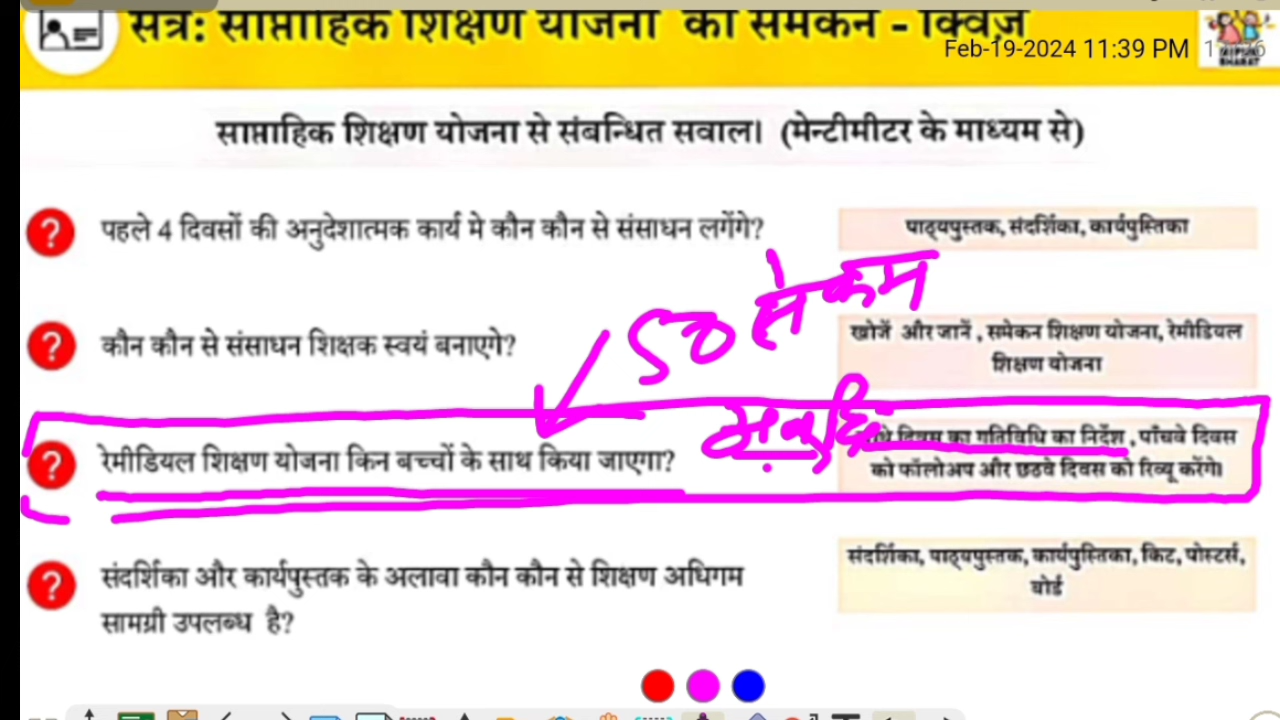 सत्र: साप्ताहिक शिक्षण योजना का समेकन - क्विज़
Feb-19-2024 11:39 PM
साप्ताहिक शिक्षण योजना से संबन्धित सवाल। (मेन्टीमीटर के माध्यम से)
? पहले 4 दिवसों की अनुदेशात्मक कार्य मे कौन कौन से संसाधन लगेंगे?
पाठ्यपुस्तक, संदर्शिका, कार्यपुस्तिका
50 से कम
? कौन कौन से संसाधन शिक्षक स्वयं बनाएगे?
खोजें और जानें , समेकन शिक्षण योजना, रेमीडियल
शिक्षण योजना
? रेमीडियल शिक्षण योजना किन बच्चों के साथ किया जाएगा?
दिवस का गतिविधि का निर्देश , पाँचवे दिवस
को फॉलोअप और छठवे दिवस को रिव्यू करेंगे।
? संदर्शिका और कार्यपुस्तक के अलावा कौन कौन से शिक्षण अधिगम
सामग्री उपलब्ध है?
संदर्शिका, पाठ्यपुस्तक, कार्यपुस्तिका, किट, पोस्टर्स,
बोर्ड